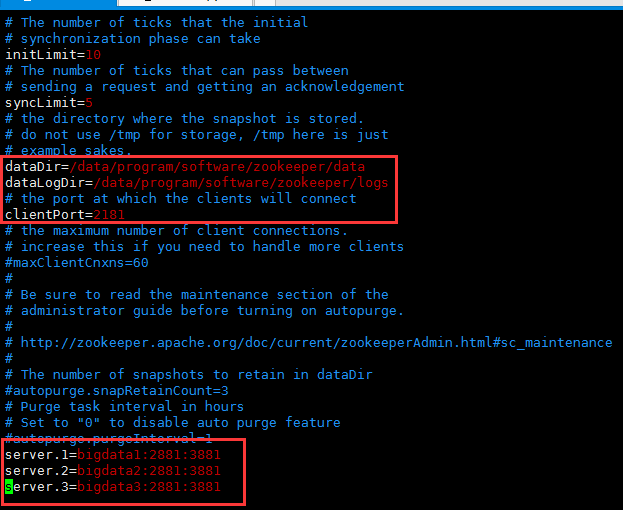 # The number of ticks that the initial
# synchronization phase can take
initLimit=10
# The number of ticks that can pass between
# sending a request and getting an acknowledgement
syncLimit=5
# the directory where the snapshot is stored.
# do not use /tmp for storage, /tmp here is just
# example sakes.
dataDir=/data/program/software/zookeeper/data
dataLogDir=/data/program/software/zookeeper/logs
# the port at which the clients will connect
clientPort=2181
# the maximum number of client connections.
# increase this if you need to handle more clients
#maxClientCnxns=60
#
# Be sure to read the maintenance section of the
# administrator guide before turning on autopurge.
#
# http://zookeeper.apache.org/doc/current/zookeeperAdmin.html#sc_maintenance
#
# The number of snapshots to retain in dataDir
#autopurge.snapRetainCount=3
# Purge task interval in hours
# Set to "0" to disable auto purge feature
#autopurge.purgeInterval=1
server.1=bigdata1:2881:3881
server.2=bigdata2:2881:3881
server.3=bigdata3:2881:3881